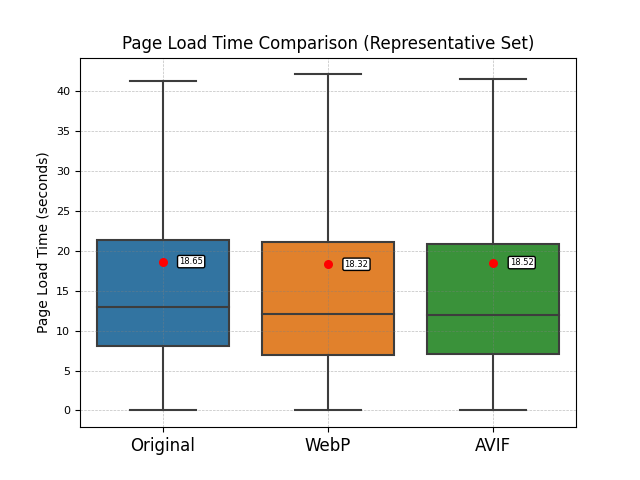 Page Load Time Comparison (Representative Set)
Page Load Time (seconds)
40
35
30
25
20
15
10
5
0
18.65
18.32
18.52
Original
WebP
AVIF